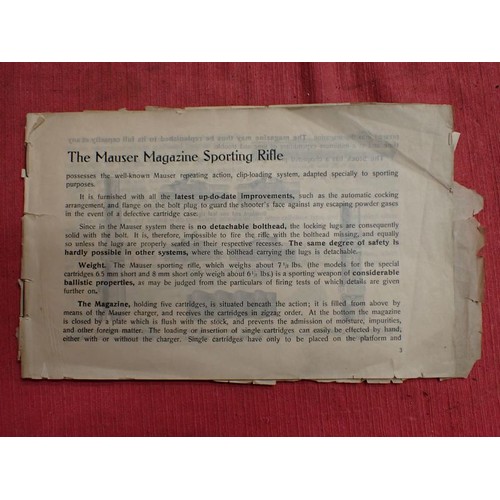 The Mauser Magazine Sporting Rifle
possesses the well-known Mauser repeating action, clip-loading system, adapted specially to sporting
purposes.
It is furnished with all the latest up-do-date improvements, such as the automatic cocking
arrangement, and flange on the bolt plug to guard the shooter's face against any escaping powder gases
in the event of a defective cartridge case.
Since in the Mauser system there is no detachable bolthead, the locking lugs are consequently
solid with the bolt. It is, therefore, impossible to fire the rifle with the bolthead missing, and equally
so unless the lugs are properly seated in their respective recesses. The same degree of safety is
hardly possible in other systems, where the bolthead carrying the lugs is detachable.
Weight. The Mauser sporting rifle, which weighs about 7 1/2 lbs. (the models for the special
cartridges 6.5 mm short and 8 mm short only weigh about 6 1/2 lbs.) is a sporting weapon of considerable
ballistic properties, as may be judged from the particulars of firing tests of which details are given
further on.
The Magazine, holding five cartridges, is situated beneath the action; it is filled from above by
means of the Mauser charger, and receives the cartridges in zigzag order. At the bottom the magazine
is closed by a plate which is flush with the stock, and prevents the admission of moisture, impurities,
and other foreign matter. The loading or insertion of single cartridges can easily be effected by hand,
either with or without the charger. Single cartridges have only to be placed on the platform and